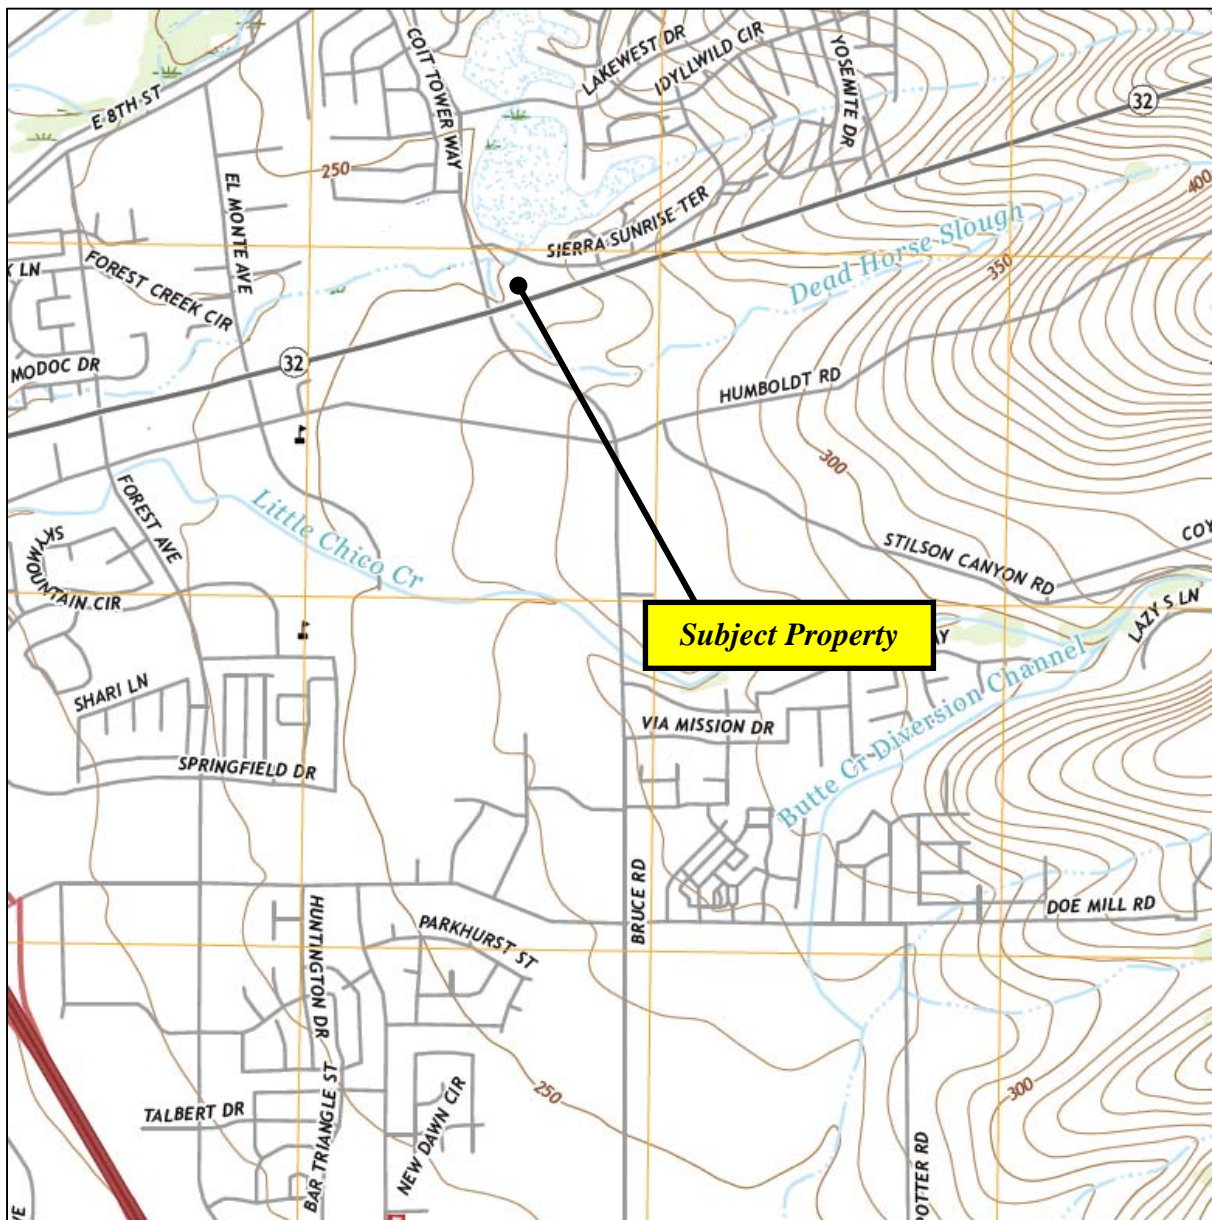 COIT TOWER WAY
LAKEWEST DR
IDYLLWILD CIR
YOSEMITE DR
32
E 8TH ST
250
EL MONTE AVE
400
SIERRA SUNRISE TER
Dead Horse Slough
350
LN
FOREST CREEK CIR
MODOC DR
32
HUMBOLDT RD
300
FOREST AVE
Little Chico Cr
SKYMOUNTAIN CIR
STILSON CANYON RD
COY
LAZY S LN
Subject Property
AY
SHARI LN
VIA MISSION DR
Butte Cr Diversion Channel
SPRINGFIELD DR
BRUCE RD
DOE MILL RD
HUNTINGTON DR
PARKHURST ST
250
300
TALBERT DR
BAR TRIANGLE ST
NEW DAWN CIR
POTTER RD
VE